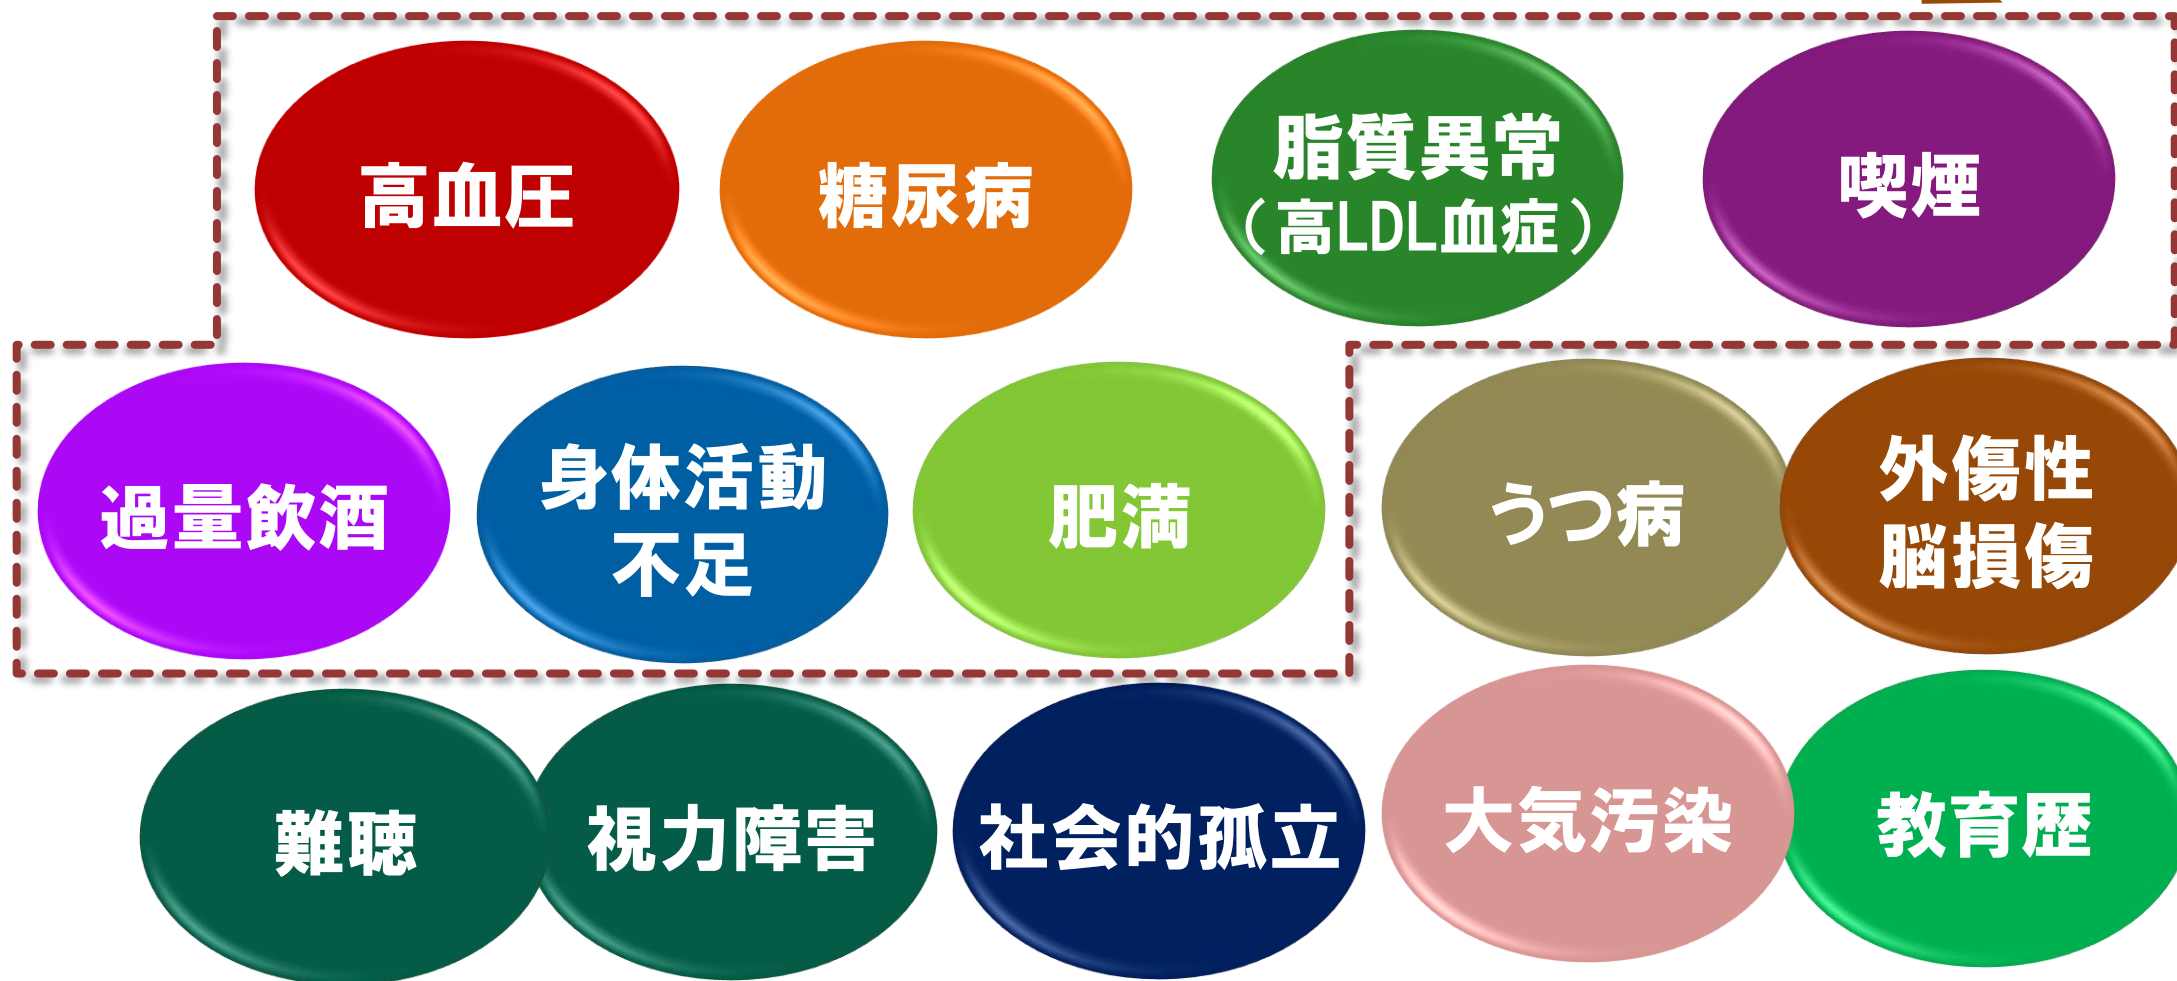 高血圧
糖尿病
脂質異常
（高LDL血症）
喫煙
過量飲酒
身体活動
不足
肥満
うつ病
外傷性
脳損傷
難聴
視力障害
社会的孤立
大気汚染
教育歴